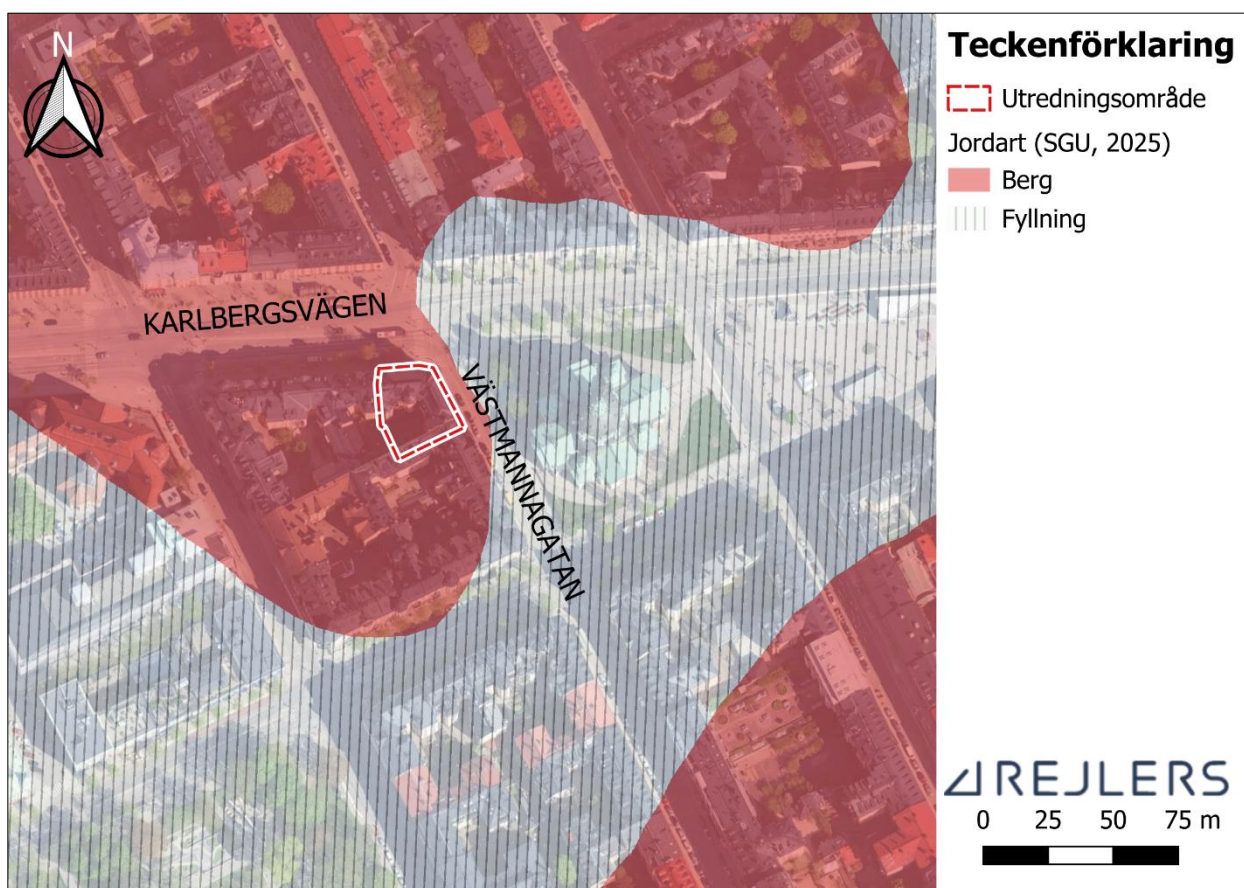 N
KARLBERGSVÄGEN
VÄSTMANNAGATAN
Teckenförklaring
Utredningsområde
Jordart (SGU, 2025)
Berg
Fyllning
REJLERS
0 25 50 75 m